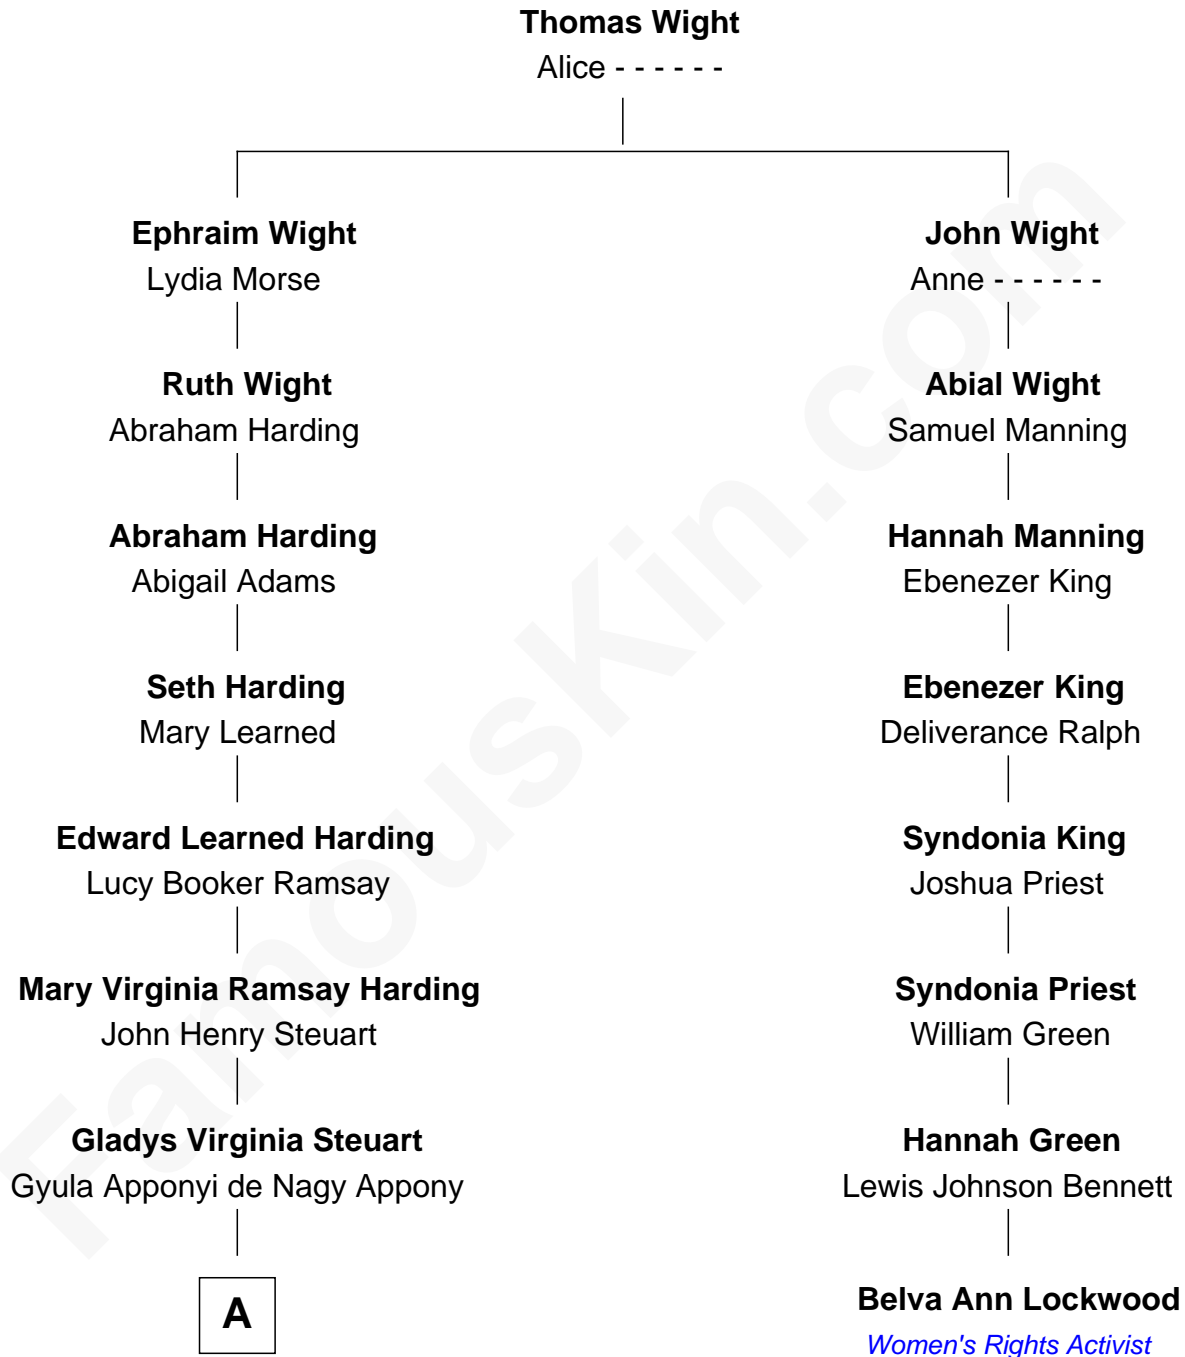 Thomas Wight
Alice - - - - - -
Ephraim Wight
Lydia Morse
John Wight
Anne - - - - - -
Ruth Wight
Abraham Harding
Abial Wight
Samuel Manning
Abraham Harding
Abigail Adams
Hannah Manning
Ebenezer King
Seth Harding
Mary Learned
Ebenezer King
Deliverance Ralph
Edward Learned Harding
Lucy Booker Ramsay
Syndonia King
Joshua Priest
Mary Virginia Ramsay Harding
John Henry Steuart
Syndonia Priest
William Green
Gladys Virginia Steuart
Gyula Apponyi de Nagy Appony
Hannah Green
Lewis Johnson Bennett
A
Belva Ann Lockwood
Women's Rights Activist
FamousKin.com